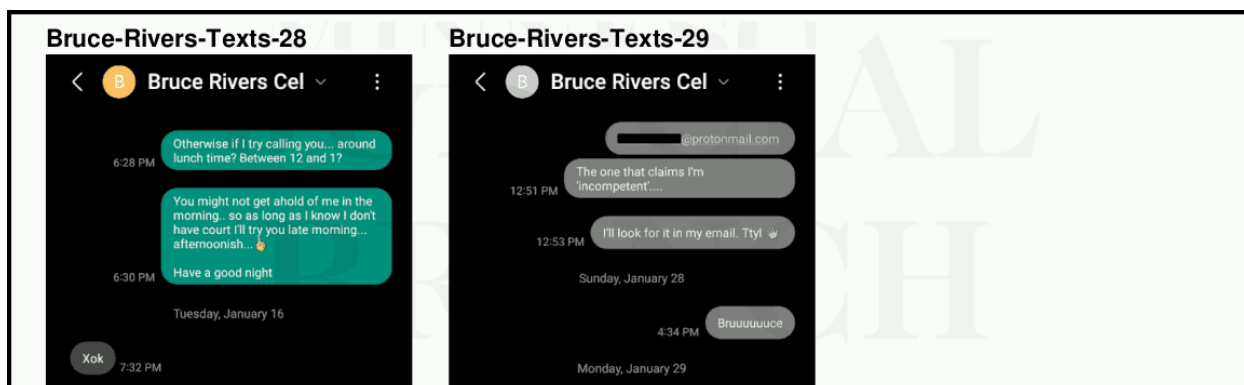 Bruce-Rivers-Texts-28
B Bruce Rivers Cel
Otherwise if I try calling you... around
lunch time? Between 12 and 1?
6:28 PM
You might not get ahold of me in the
morning.. so as long as I know I don't
have court I'll try you late morning...
afternoonish...
Have a good night
6:30 PM
Tuesday, January 16
Xok
7:32 PM
Bruce-Rivers-Texts-29
B Bruce Rivers Cel
@protonmail.com
The one that claims I'm
'incompetent'....
12:51 PM
I'll look for it in my email. Ttyl
12:53 PM
Sunday, January 28
Bruuuuuuce
4:34 PM
Monday, January 29